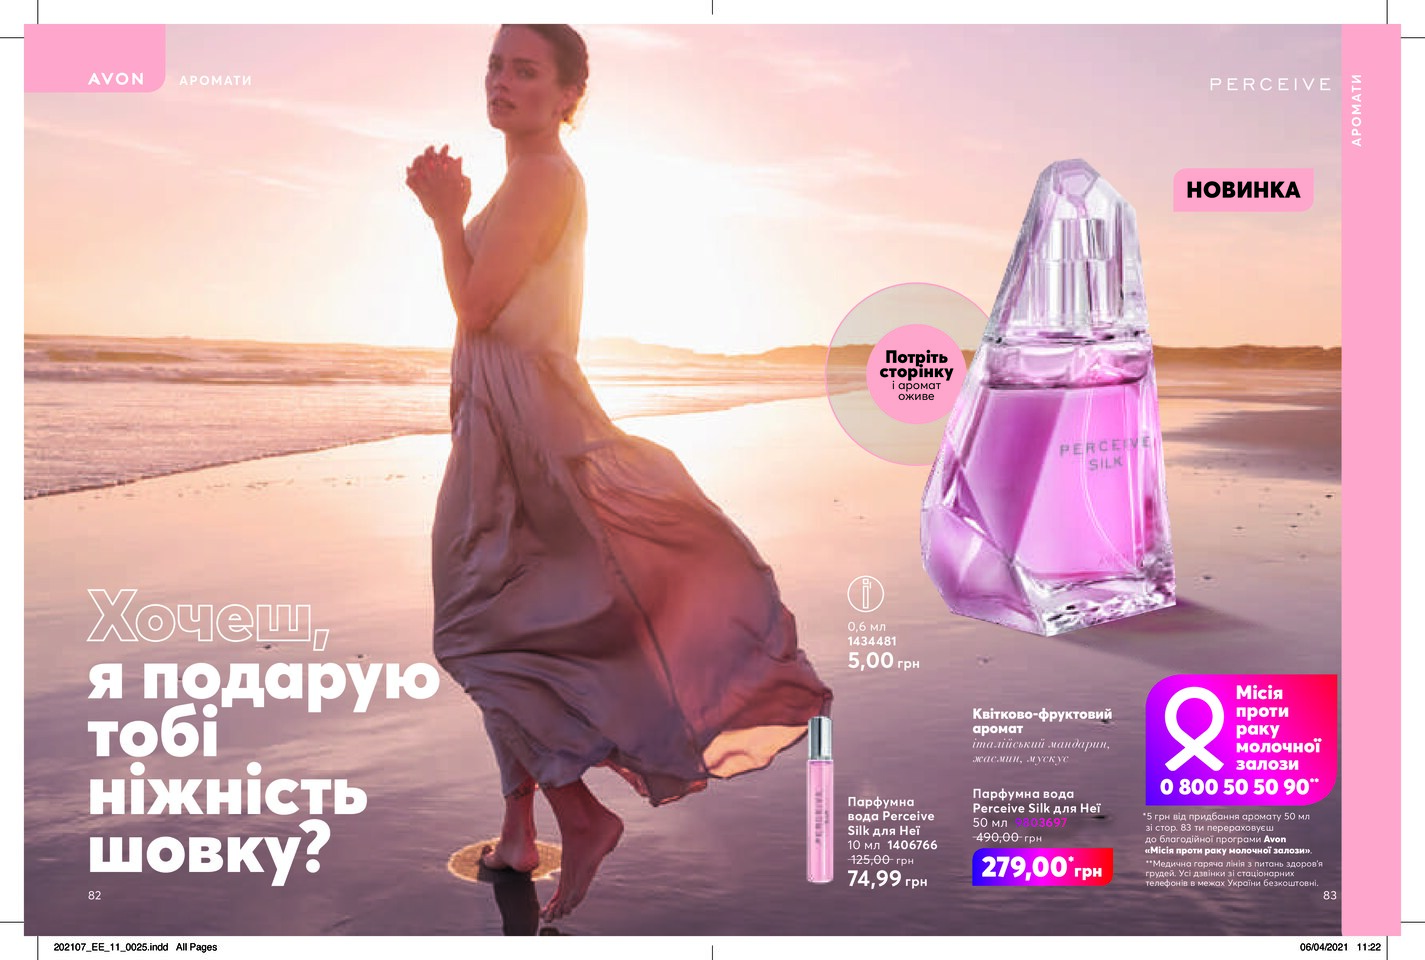 AVON
АРОМАТИ
PERCEIVE
АРОМАТИ
НОВИНКА
Потріть
сторінку
і аромат
оживе
PERCEIVE
SILK
Хочеш,
я подарую
тобі
ніжність
шовку?
0,6 мл
1434481
5,00 грн
PERCEIVE
Парфумна
вода Perceive
Silk для Неї
10 мл 1406766
125,00 грн
74,99 грн
Квітково-фруктовий
аромат
італійський мандарин,
жасмин, мускус
Парфумна вода
Perceive Silk для Неї
50 мл
490,00 грн
279,00* грн
Місія
проти
раку
молочної
залози
0 800 50 50 90**
*5 грн від придбання аромату 50 мл
зі стор. 83 ти перераховуєш
до благодійної програми Avon
«Місія проти раку молочної залози».
**Медична гаряча лінія з питань здоров'я
грудей. Усі дзвінки зі стаціонарних
телефонів в межах України безкоштовні.
82
83
202107_EE_11_0025.indd All Pages
06/04/2021 11:22